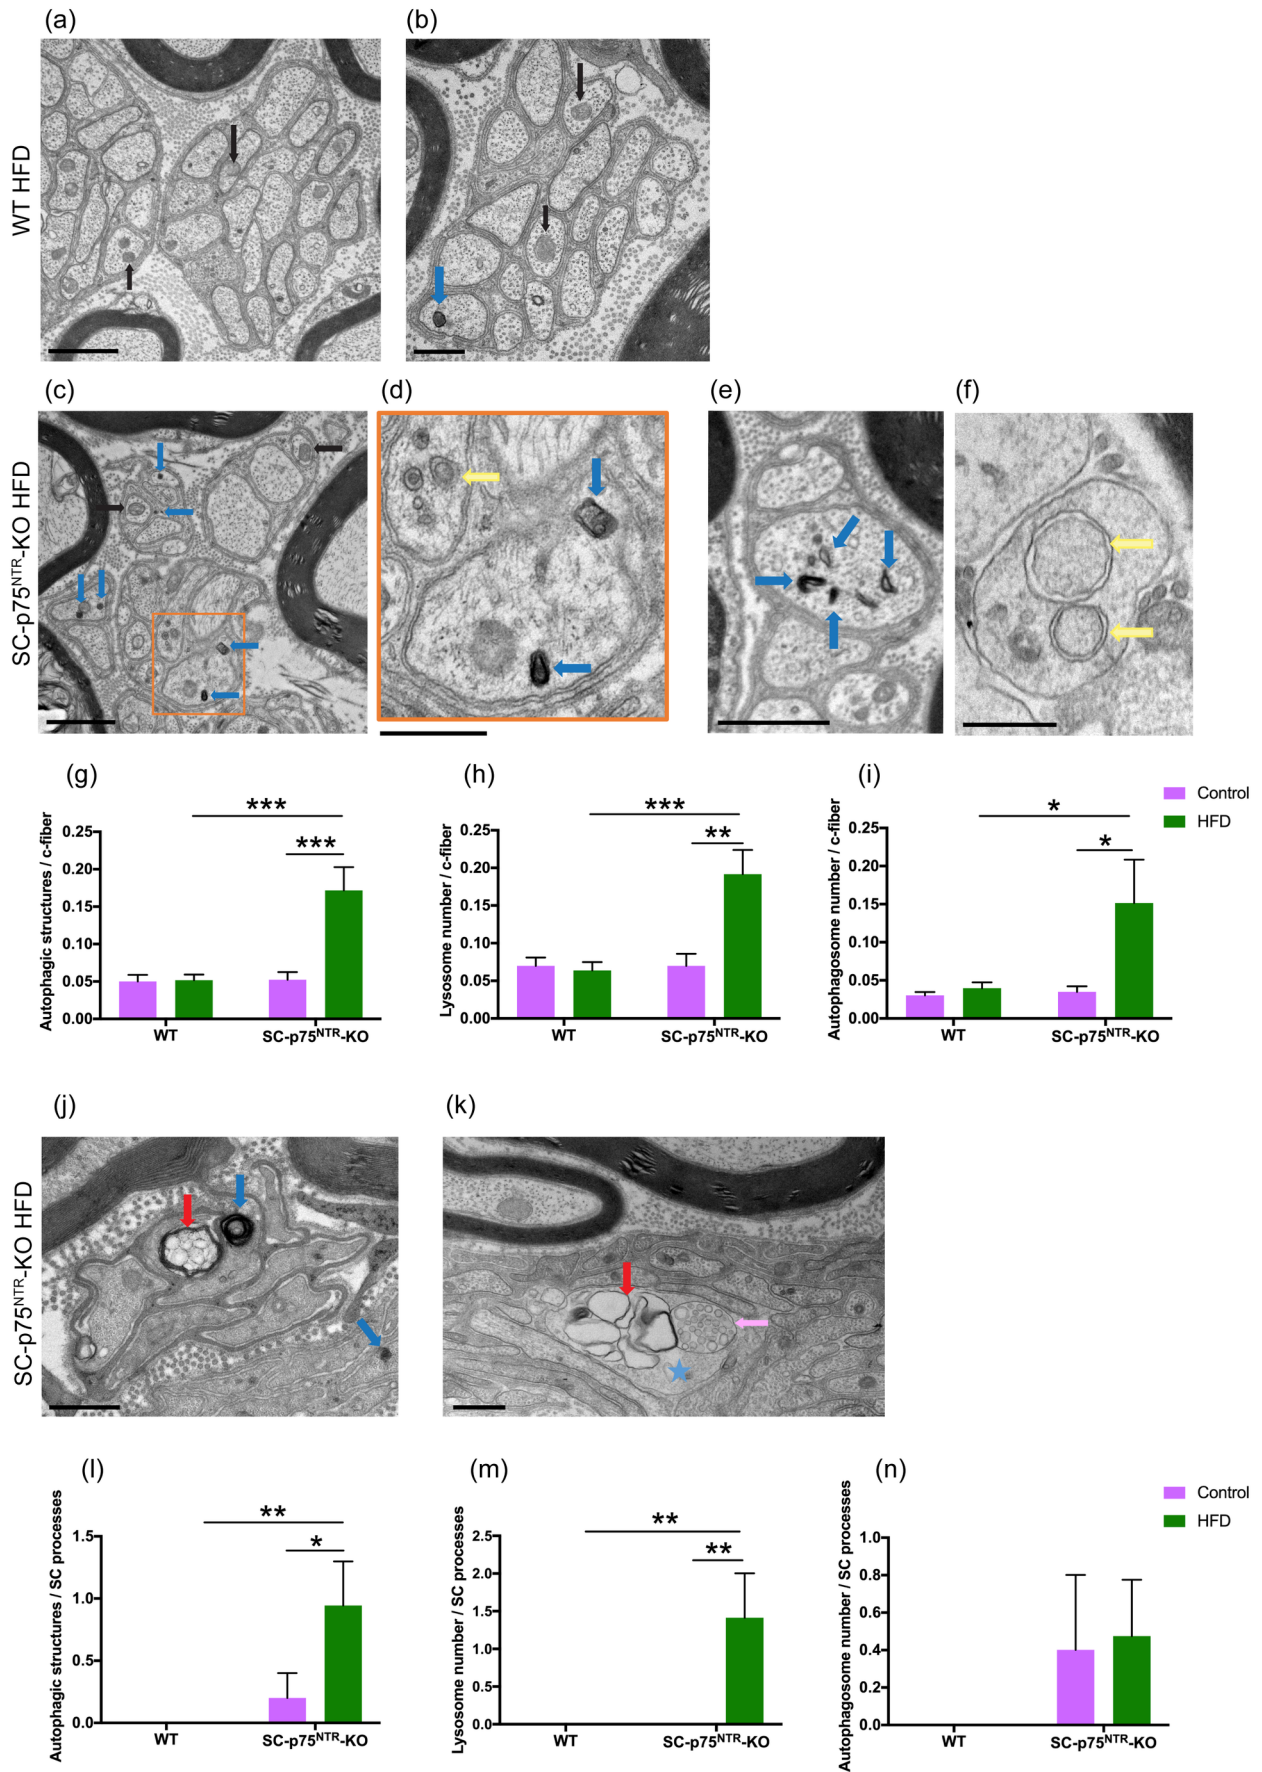 (a)
(b)
WT HFD
(c)
(d)
(e)
(f)
SC-p75NTR-KO HFD
(g)
(h)
(i)
Control
HFD
Autophagic structures / c-fiber
0.25
0.20
0.15
0.10
0.05
0.00
***
***
WT
SC-p75NTR-KO
Lysosome number / c-fiber
0.25
0.20
0.15
0.10
0.05
0.00
***
**
WT
SC-p75NTR-KO
Autophagosome number / c-fiber
0.25
0.20
0.15
0.10
0.05
0.00
*
*
WT
SC-p75NTR-KO
(j)
(k)
SC-p75NTR-KO HFD
(l)
(m)
(n)
Control
HFD
Autophagic structures / SC processes
1.5
1.0
0.5
0.0
**
*
WT
SC-p75NTR-KO
Lysosome number / SC processes
2.5
2.0
1.5
1.0
0.5
0.0
**
**
WT
SC-p75NTR-KO
Autophagosome number / SC processes
1.0
0.8
0.6
0.4
0.2
0.0
WT
SC-p75NTR-KO